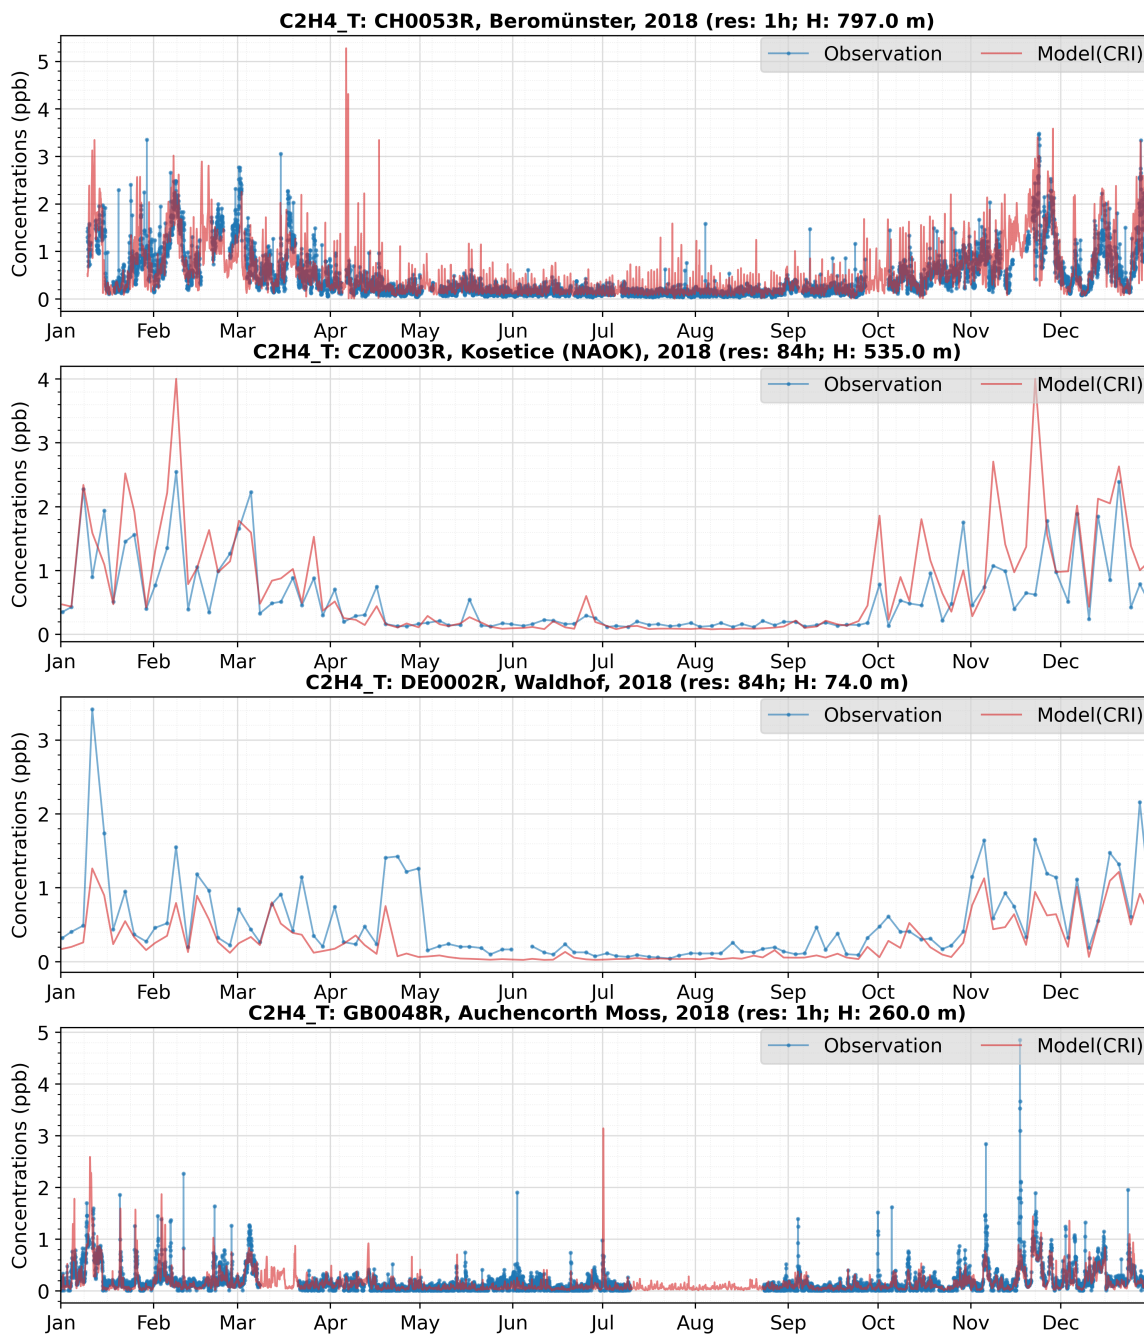 C2H4_T: CH0053R, Beromünster, 2018 (res: 1h; H: 797.0 m)
Concentrations (ppb)
5
4
3
2
1
0
Observation Model(CRI)
Jan Feb Mar Apr May Jun Jul Aug Sep Oct Nov Dec
C2H4_T: CZ0003R, Kosetice (NAOK), 2018 (res: 84h; H: 535.0 m)
Concentrations (ppb)
4
3
2
1
0
Observation Model(CRI)
Jan Feb Mar Apr May Jun Jul Aug Sep Oct Nov Dec
C2H4_T: DE0002R, Waldhof, 2018 (res: 84h; H: 74.0 m)
Concentrations (ppb)
3
2
1
0
Observation Model(CRI)
Jan Feb Mar Apr May Jun Jul Aug Sep Oct Nov Dec
C2H4_T: GB0048R, Auchencorth Moss, 2018 (res: 1h; H: 260.0 m)
Concentrations (ppb)
5
4
3
2
1
0
Observation Model(CRI)
Jan Feb Mar Apr May Jun Jul Aug Sep Oct Nov Dec